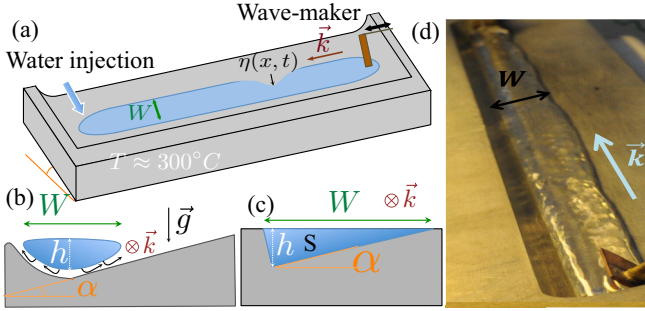 (a)
Wave-maker
(d)
Water injection
k⃗
η(x, t)
W
W
T ≈ 300°C
k⃗
(b)
W
g⃗
(c)
W
⊗ k⃗
h
⊗ k⃗
h
S
α
α